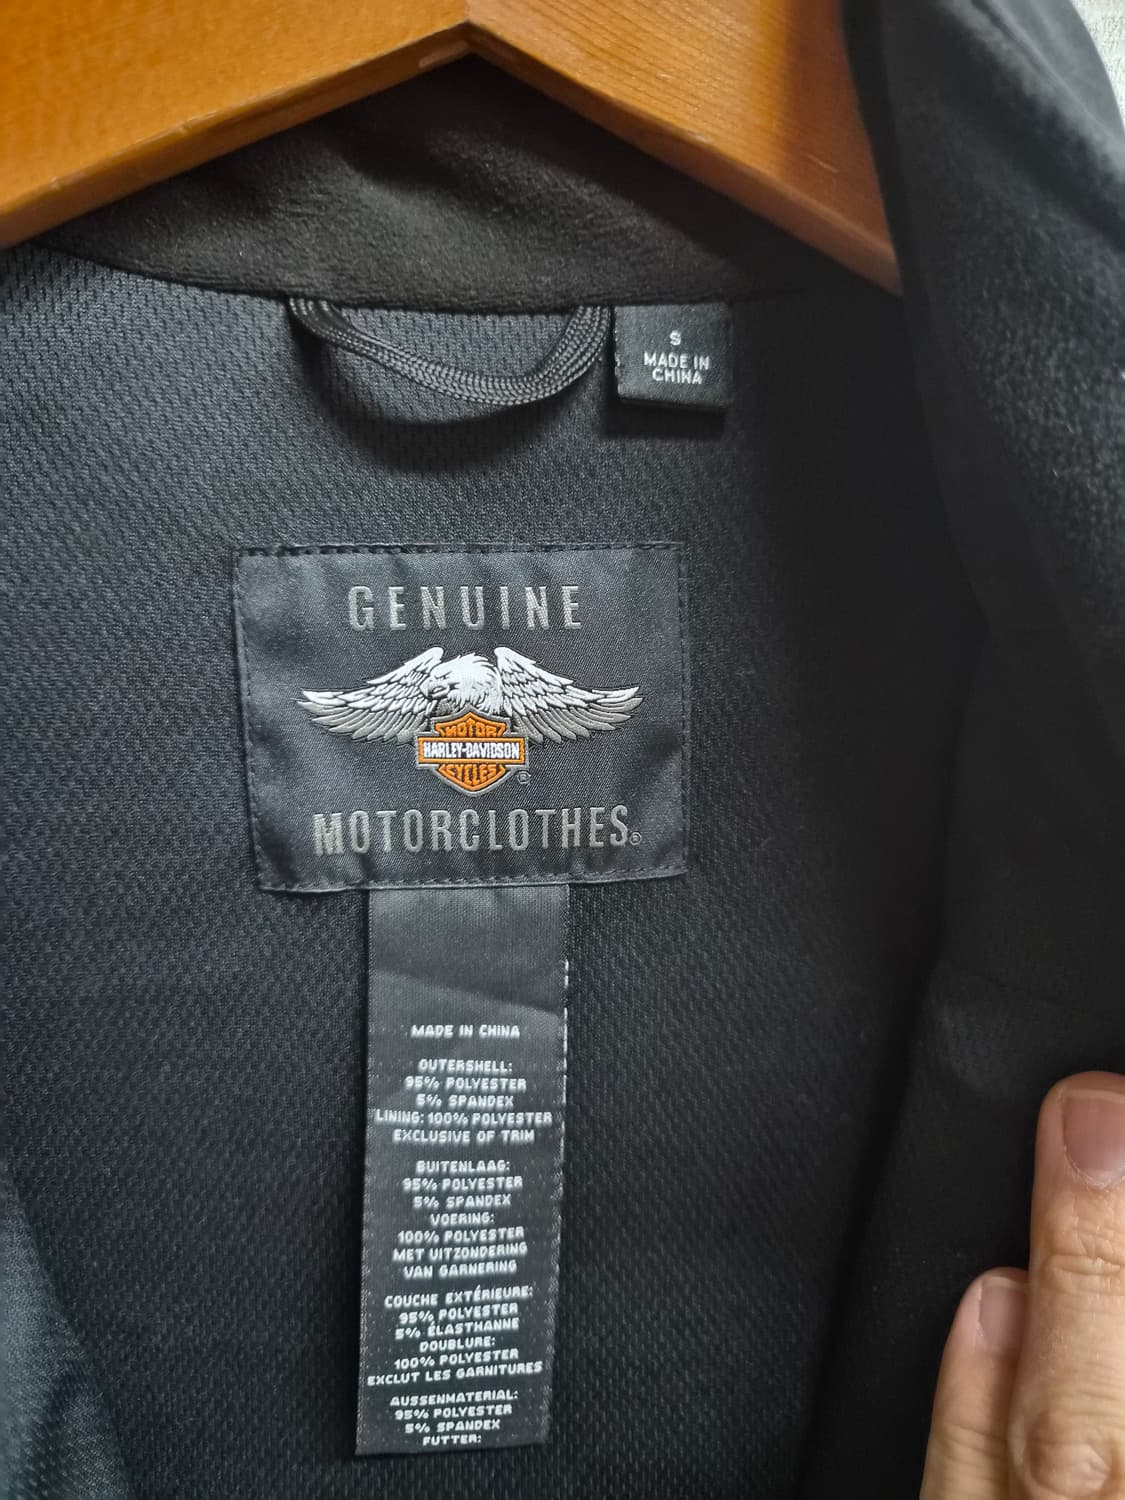 S
MADE IN
CHINA
GENUINE
MOTOR
HARLEY-DAVIDSON
CYCLES
®
MOTORCLOTHES®
MADE IN CHINA
OUTERSHELL:
95% POLYESTER
5% SPANDEX
LINING: 100% POLYESTER
EXCLUSIVE OF TRIM
BUITENLAAG:
95% POLYESTER
5% SPANDEX
VOERING:
100% POLYESTER
MET UITZONDERING
VAN GARNERING
COUCHE EXTÉRIEURE:
95% POLYESTER
5% ÉLASTHANNE
DOUBLURE:
100% POLYESTER
EXCLUT LES GARNITURES
AUSSENMATERIAL:
95% POLYESTER
5% SPANDEX
FUTTER: